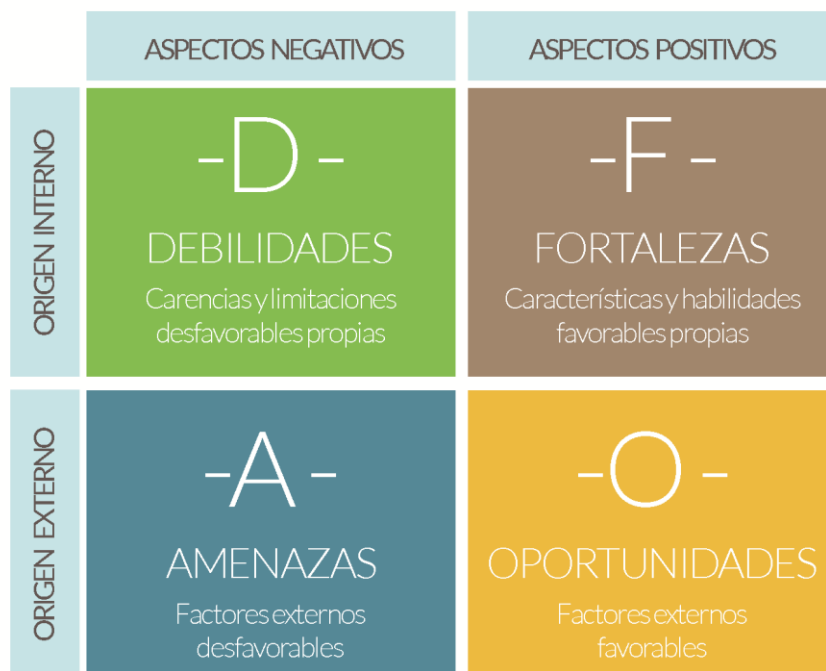 ASPECTOS NEGATIVOS
ASPECTOS POSITIVOS
ORIGEN INTERNO
-D-
DEBILIDADES
Carencias y limitaciones
desfavorables propias
-F-
FORTALEZAS
Característificas y habilidades
favorables propias
ORIGEN EXTERNO
-A-
AMENAZAS
Factores externos
desfavorables
-O-
OPORTUNIDADES
Factores externos
favorables